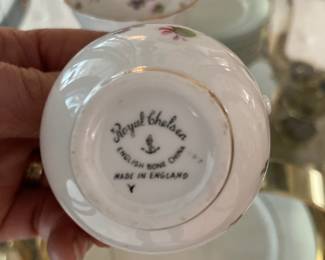 Royal Chelsea
ENGLISH BONE CHINA
MADE IN ENGLAND
Y